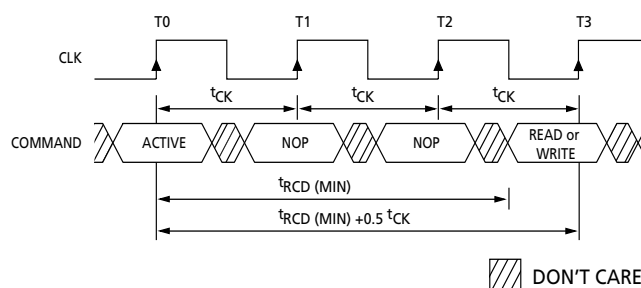 T0 T1 T2 T3
CLK
tCK tCK tCK
COMMAND ACTIVE NOP NOP READ or
WRITE
tRCD (MIN)
tRCD (MIN) +0.5 tCK
DON'T CARE